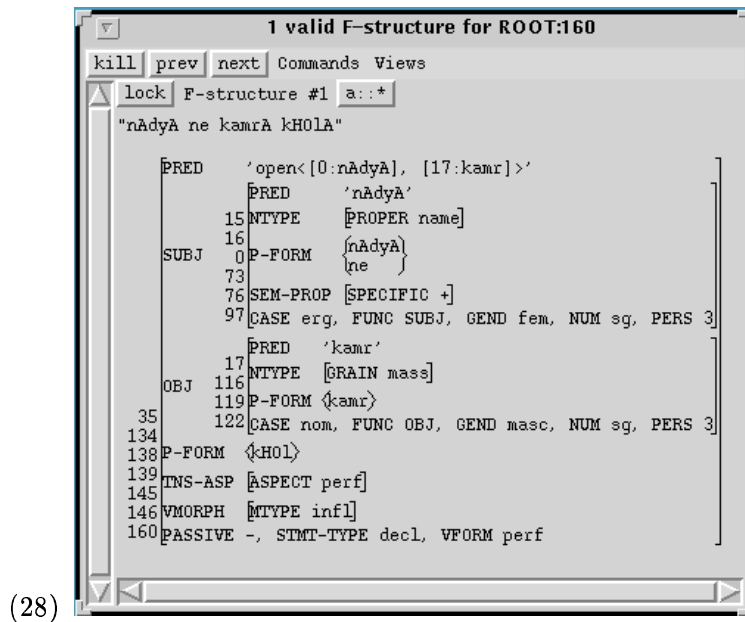 1 valid F-structure for ROOT:160
kill prev next Commands Views
lock F-structure #1 a::*
"nAdyA ne kamrA kHOlA"
PRED 'open<[0:nAdyA], [17:kamr]>'
PRED 'nAdyA'
15 NTYPE [PROPER name]
16
SUBJ 0 P-FORM {nAdyA
ne}
73
76 SEM-PROP [SPECIFIC +]
97 CASE erg, FUNC SUBJ, GEND fem, NUM sg, PERS 3
PRED 'kamr'
17
NTYPE [GRAIN mass]
OBJ 116
119 P-FORM {kamr}
35 122 CASE nom, FUNC OBJ, GEND masc, NUM sg, PERS 3
134
138 P-FORM {kHOl}
139 TNS-ASP [ASPECT perf]
145
146 VMORPH [MTYPE infl]
160 PASSIVE -, STMT-TYPE decl, VFORM perf
(28)